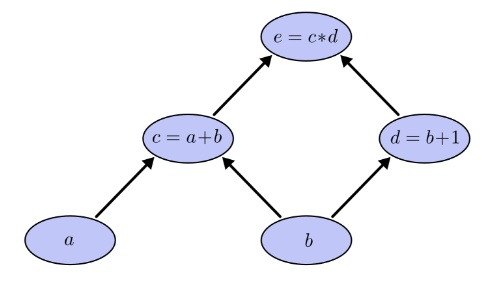 e = c*d
c = a+b
d = b+1
a
b